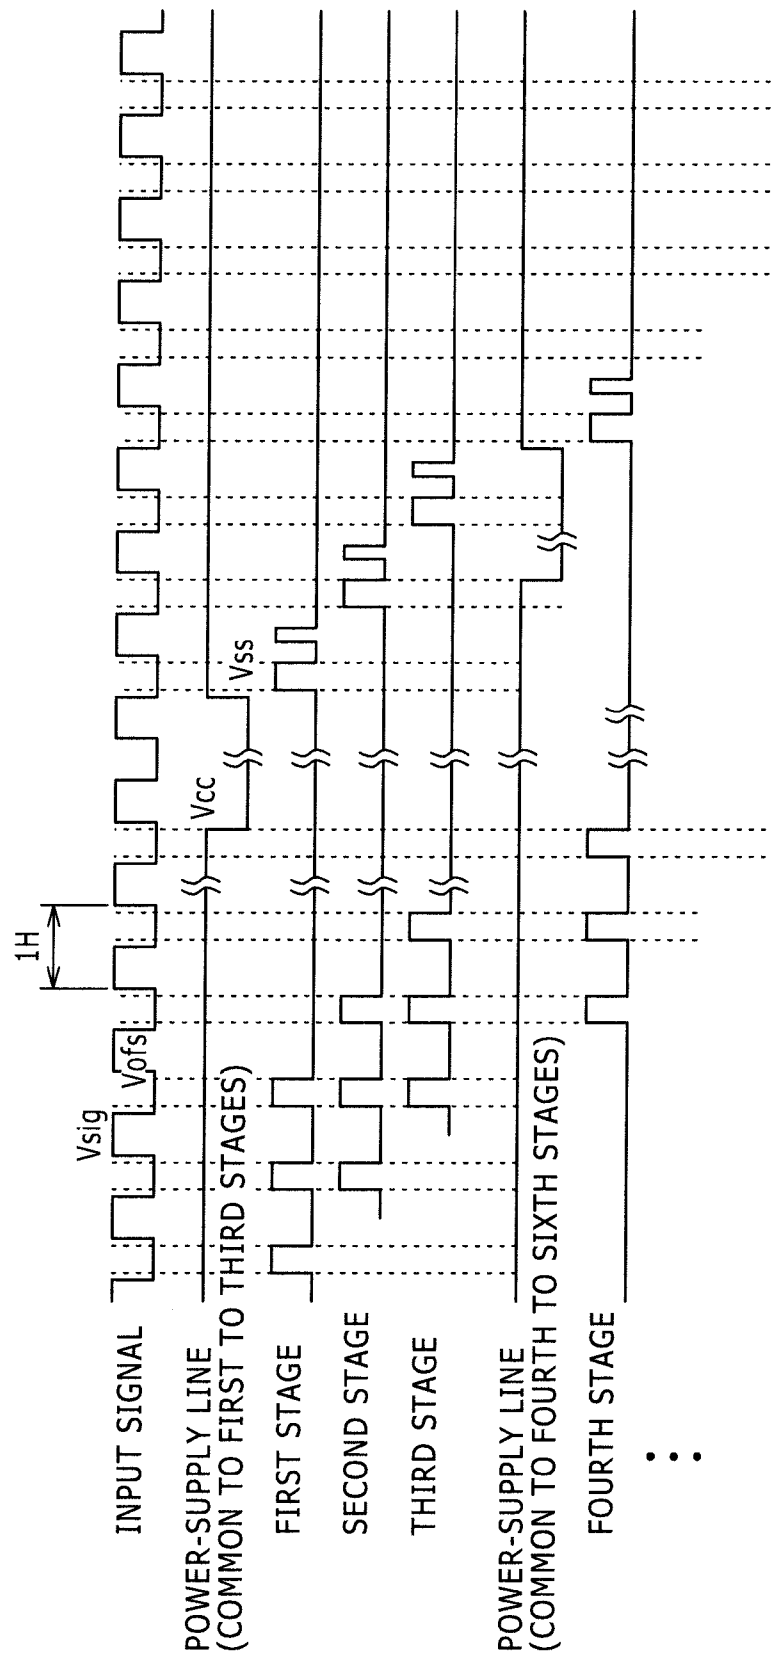 1H
Vsig
Vofs
Vcc
Vss
INPUT SIGNAL
POWER-SUPPLY LINE
(COMMON TO FIRST TO THIRD STAGES)
FIRST STAGE
SECOND STAGE
THIRD STAGE
POWER-SUPPLY LINE
(COMMON TO FOURTH TO SIXTH STAGES)
FOURTH STAGE
•••